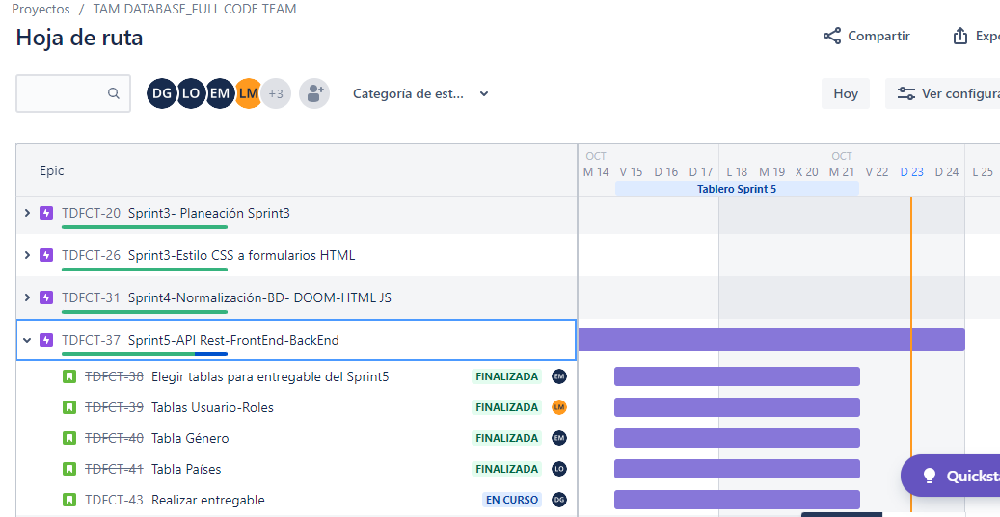 Proyectos / TAM DATABASE_FULL CODE TEAM
Hoja de ruta
Compartir
Expo
DG LO EM LM +3
Categoría de est...
Hoy
Ver configura
Epic
OCT OCT
M 14 V 15 D 16 D 17 L 18 M 19 X 20 M 21 V 22 D 23 D 24 L 25
Tablero Sprint 5
TDFCT-20 Sprint3- Planeación Sprint3
TDFCT-26 Sprint3-Estilo CSS a formularios HTML
TDFCT-31 Sprint4-Normalización-BD- DOOM-HTML JS
TDFCT-37 Sprint5-API Rest-FrontEnd-BackEnd
TDFCT-38 Elegir tablas para entregable del Sprint5 FINALIZADA EM
TDFCT-39 Tablas Usuario-Roles FINALIZADA LM
TDFCT-40 Tabla Género FINALIZADA EM
TDFCT-41 Tabla Países FINALIZADA LO
TDFCT-43 Realizar entregable EN CURSO DG
Quicksta